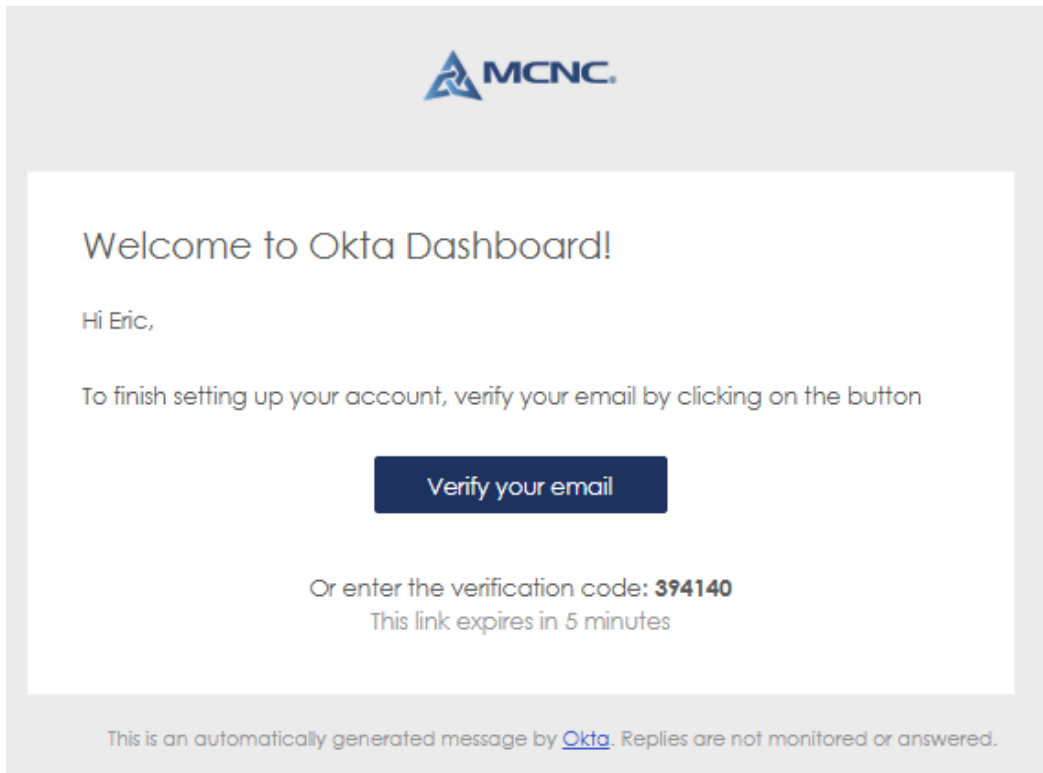 MCNC.
Welcome to Okta Dashboard!
Hi Eric,
To finish setting up your account, verify your email by clicking on the button
Verify your email
Or enter the verification code: 394140
This link expires in 5 minutes
This is an automatically generated message by Okta. Replies are not monitored or answered.